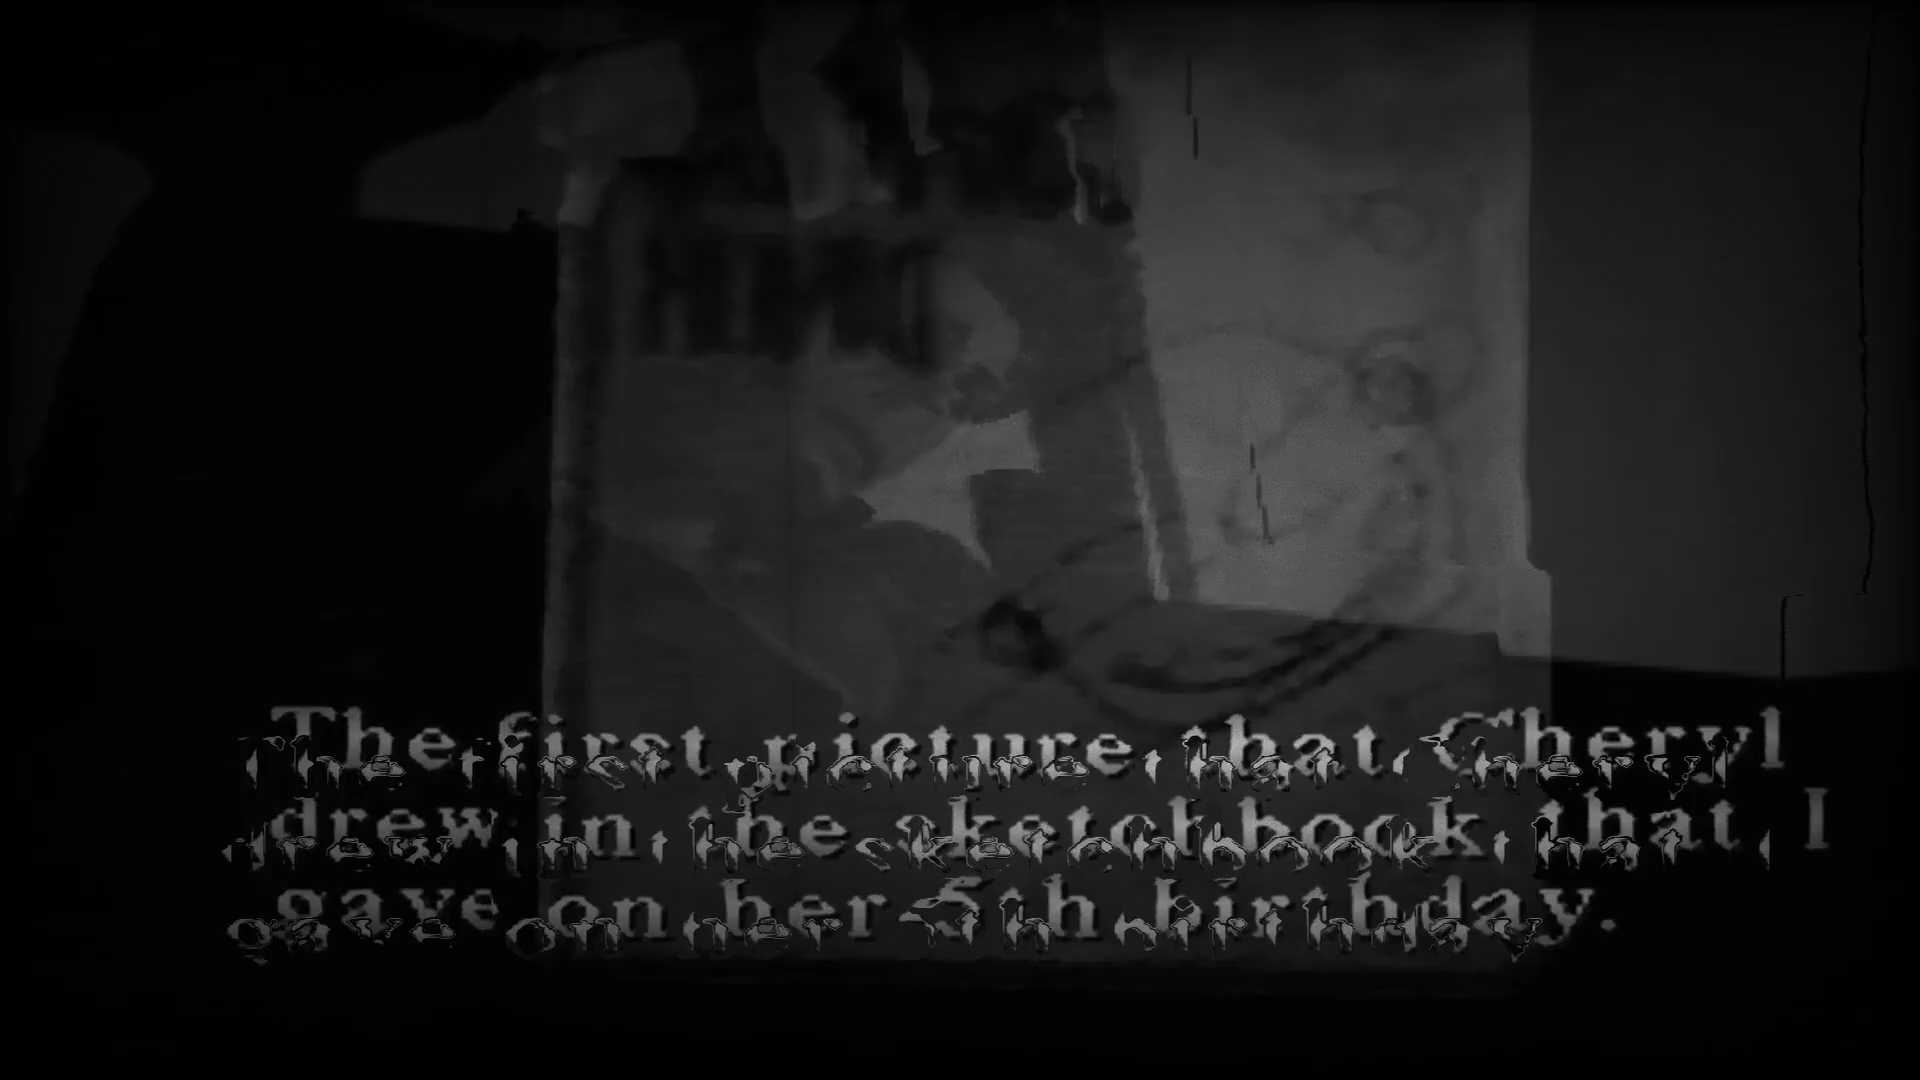 The first picture that Cheryl
drew in the sketchbook that I
gave on her 5th birthday.